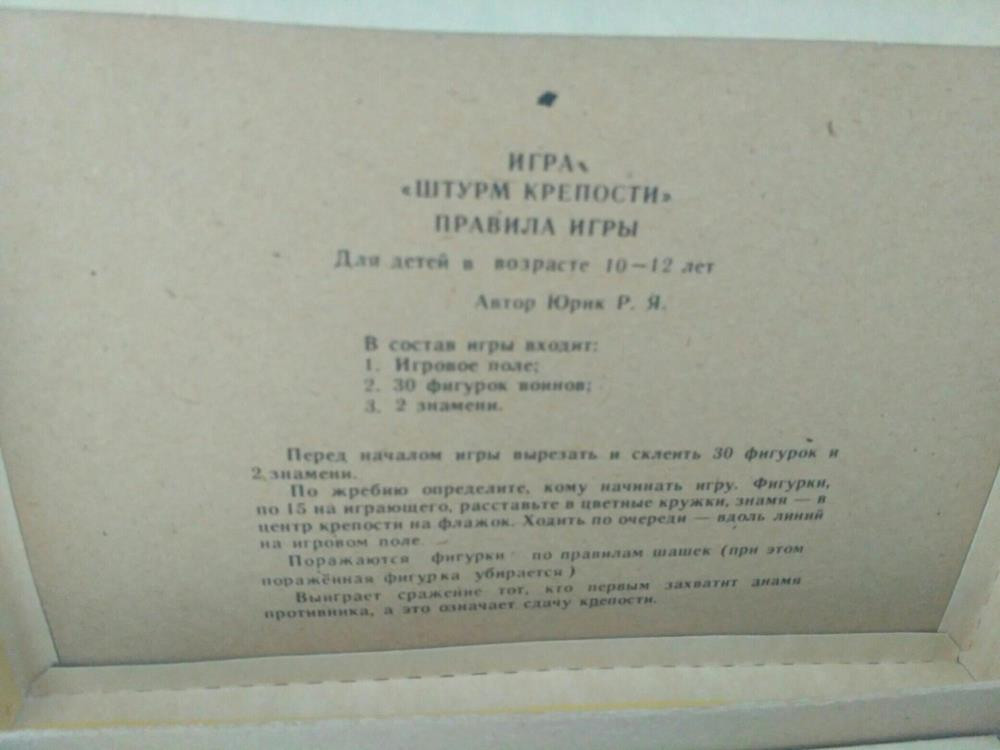 ИГРА
«ШТУРМ КРЕПОСТИ»
ПРАВИЛА ИГРЫ
Для детей в возрасте 10—12 лет
Автор Юрик Р. Я.
В состав игры входит:
1. Игровое поле;
2. 30 фигурок воинов;
3. 2 знамени.
Перед началом игры вырезать и склеить 30 фигурок и
2 знамени.
По жребию определите, кому начинать игру. Фигурки,
по 15 на играющего, расставьте в цветные кружки, знамя — в
центр крепости на флажок. Ходить по очереди — вдоль линий
на игровом поле.
Поражаются фигурки по правилам шашек (при этом
поражённая фигурка убирается)
Выиграет сражение тот, кто первым захватит знамя
противника, а это означает сдачу крепости.